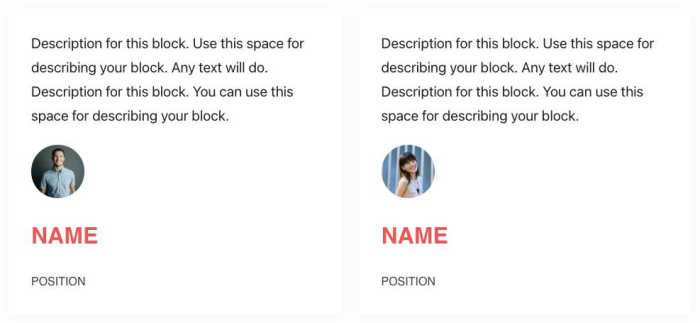 Description for this block. Use this space for
describing your block. Any text will do.
Description for this block. You can use this
space for describing your block.
NAME
POSITION
Description for this block. Use this space for
describing your block. Any text will do.
Description for this block. You can use this
space for describing your block.
NAME
POSITION